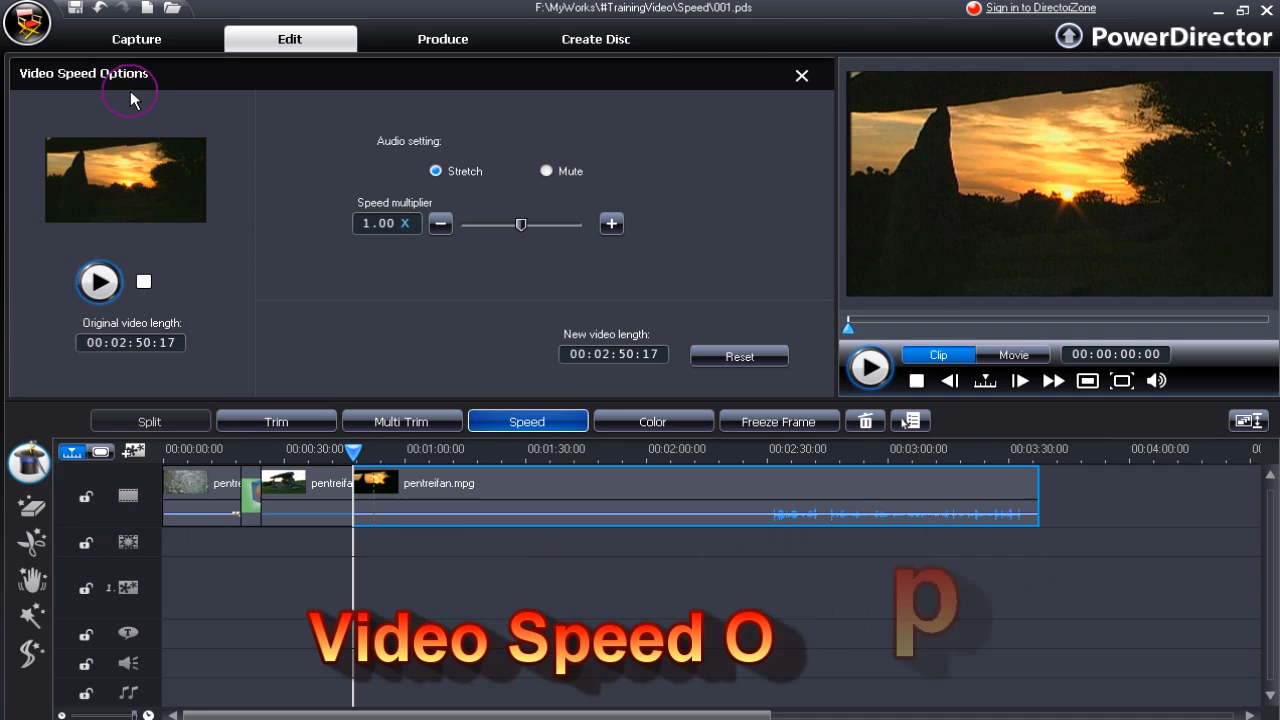 F:\MyWorks\#TrainingVideo\Speed\001.pds
Sign in to DirectorZone
Capture
Edit
Produce
Create Disc
PowerDirector
Video Speed Options
Audio setting:
Stretch
Mute
Speed multiplier
1.00 X
Original video length:
00:02:50:17
New video length:
00:02:50:17
Reset
Clip
Movie
00:00:00:00
Split
Trim
Multi Trim
Speed
Color
Freeze Frame
00:00:00:00 00:00:30:00 00:01:00:00 00:01:30:00 00:02:00:00 00:02:30:00 00:03:00:00 00:03:30:00 00:04:00:00 00
pentre pentreifa pentreifan.mpg
1.
T
Video Speed O p